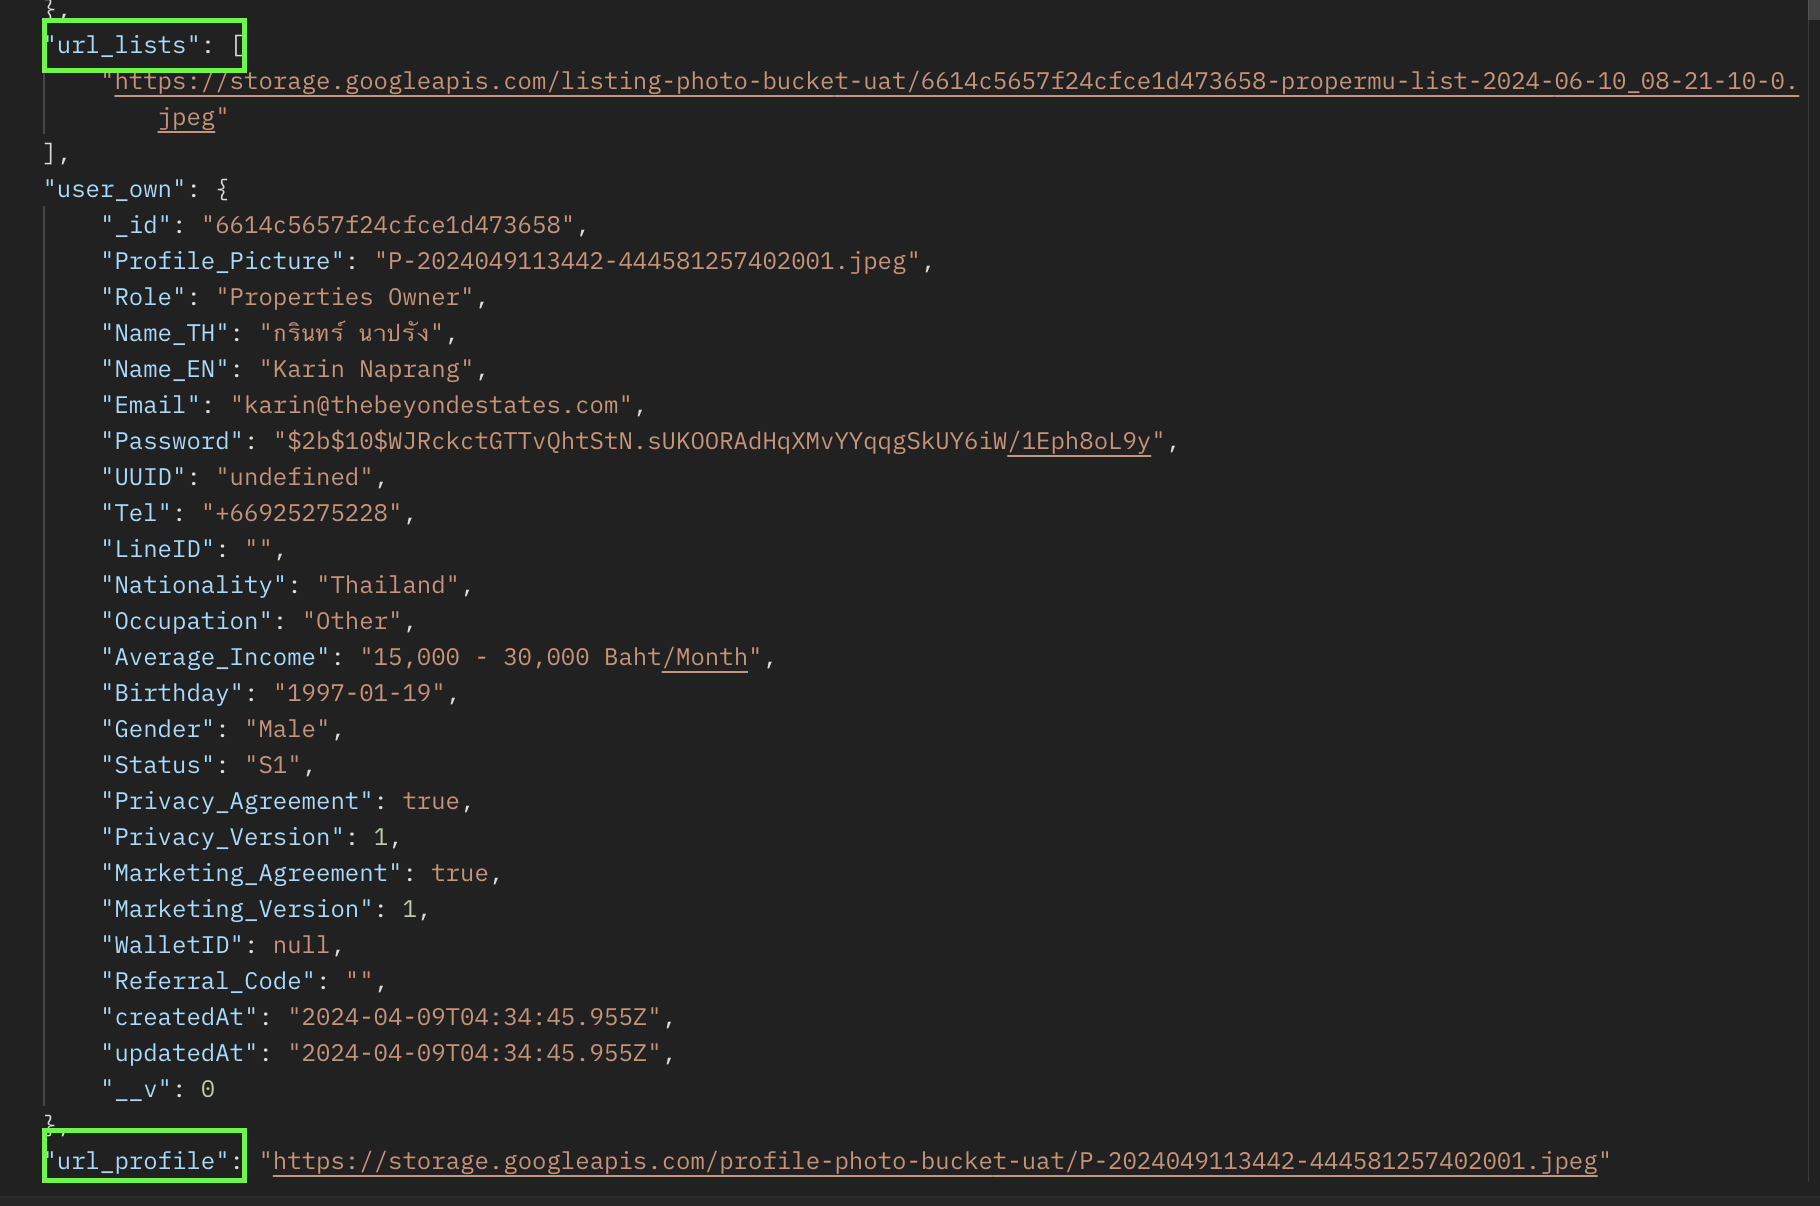 },
"url_lists": [
"https://storage.googleapis.com/listing-photo-bucket-uat/6614c5657f24cfce1d473658-propermu-list-2024-06-10_08-21-10-0.
jpeg"
],
"user_own": {
"_id": "6614c5657f24cfce1d473658",
"Profile_Picture": "P-2024049113442-444581257402001.jpeg",
"Role": "Properties Owner",
"Name_TH": "กรินทร์ นาปรัง",
"Name_EN": "Karin Naprang",
"Email": "karin@thebeyondestates.com",
"Password": "$2b$10$WJRckctGTTvQhtStN.sUKOORAdHqXMvYYqqgSkUY6iW/1Eph8oL9y",
"UUID": "undefined",
"Tel": "+66925275228",
"LineID": "",
"Nationality": "Thailand",
"Occupation": "Other",
"Average_Income": "15,000 - 30,000 Baht/Month",
"Birthday": "1997-01-19",
"Gender": "Male",
"Status": "S1",
"Privacy_Agreement": true,
"Privacy_Version": 1,
"Marketing_Agreement": true,
"Marketing_Version": 1,
"WalletID": null,
"Referral_Code": "",
"createdAt": "2024-04-09T04:34:45.955Z",
"updatedAt": "2024-04-09T04:34:45.955Z",
"__v": 0
},
"url_profile": "https://storage.googleapis.com/profile-photo-bucket-uat/P-2024049113442-444581257402001.jpeg"